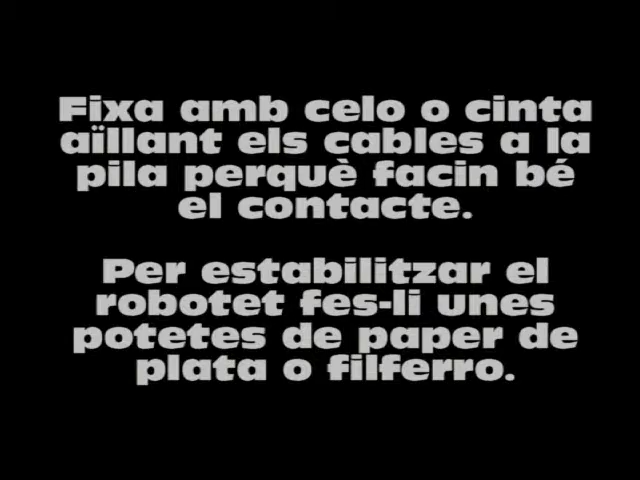 Fixa amb celo o cinta
aïllant els cables a la
pila perquè facin bé
el contacte.
Per estabilitzar el
robotet fes-li unes
potetes de paper de
plata o filferro.